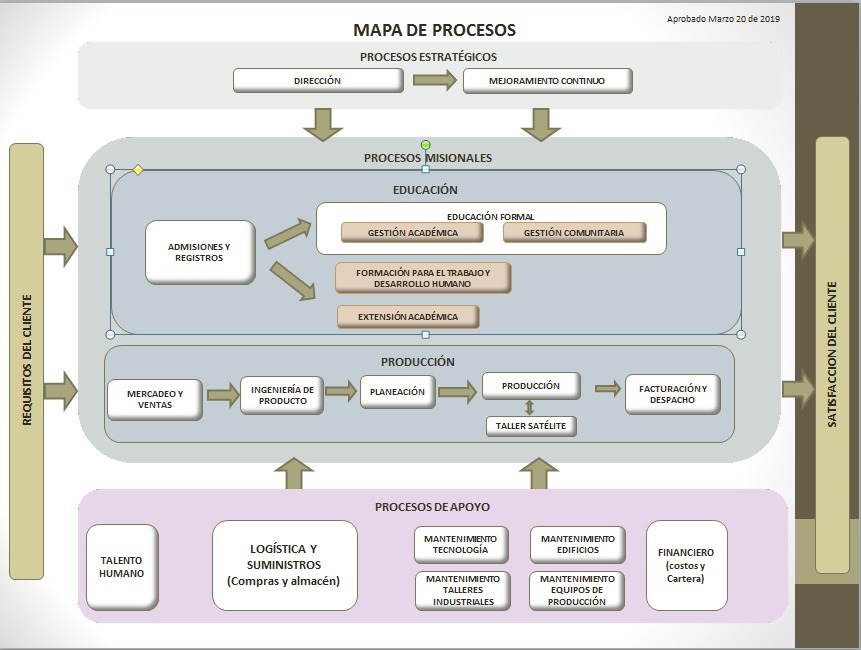 Aprobado Marzo 20 de 2019
MAPA DE PROCESOS
PROCESOS ESTRATÉGICOS
DIRECCIÓN
MEJORAMIENTO CONTINUO
REQUISITOS DEL CLIENTE
PROCESOS MISIONALES
EDUCACIÓN
ADMISIONES Y
REGISTROS
EDUCACIÓN FORMAL
GESTIÓN ACADÉMICA
GESTIÓN COMUNITARIA
FORMACIÓN PARA EL TRABAJO Y
DESARROLLO HUMANO
EXTENSIÓN ACADÉMICA
PRODUCCIÓN
MERCADEO Y
VENTAS
INGENIERÍA DE
PRODUCTO
PLANEACIÓN
PRODUCCIÓN
TALLER SATÉLITE
FACTURACIÓN Y
DESPACHO
SATISFACCION DEL CLIENTE
PROCESOS DE APOYO
TALENTO
HUMANO
LOGÍSTICA Y
SUMINISTROS
(Compras y almacén)
MANTENIMIENTO
TECNOLOGÍA
MANTENIMIENTO
EDIFICIOS
MANTENIMIENTO
TALLERES
INDUSTRIALES
MANTENIMIENTO
EQUIPOS DE
PRODUCCIÓN
FINANCIERO
(costos y
Cartera)